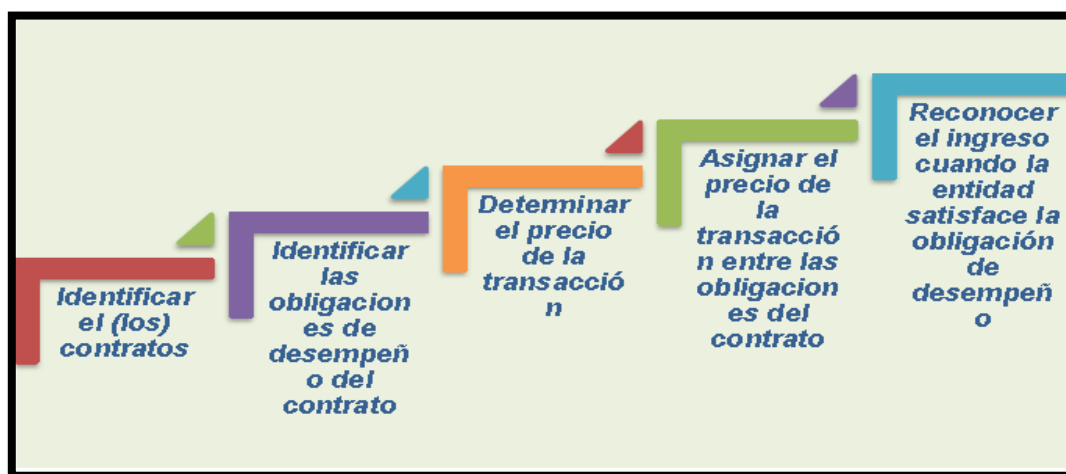 Identificar
el (los)
contratos
Identificar
las
obligacion
es de
desempeñ
o del
contrato
Determinar
el precio
de la
transacció
n
Asignar el
precio de
la
transacció
n entre las
obligacion
es del
contrato
Reconocer
el ingreso
cuando la
entidad
satisface la
obligación
de
desempeñ
o